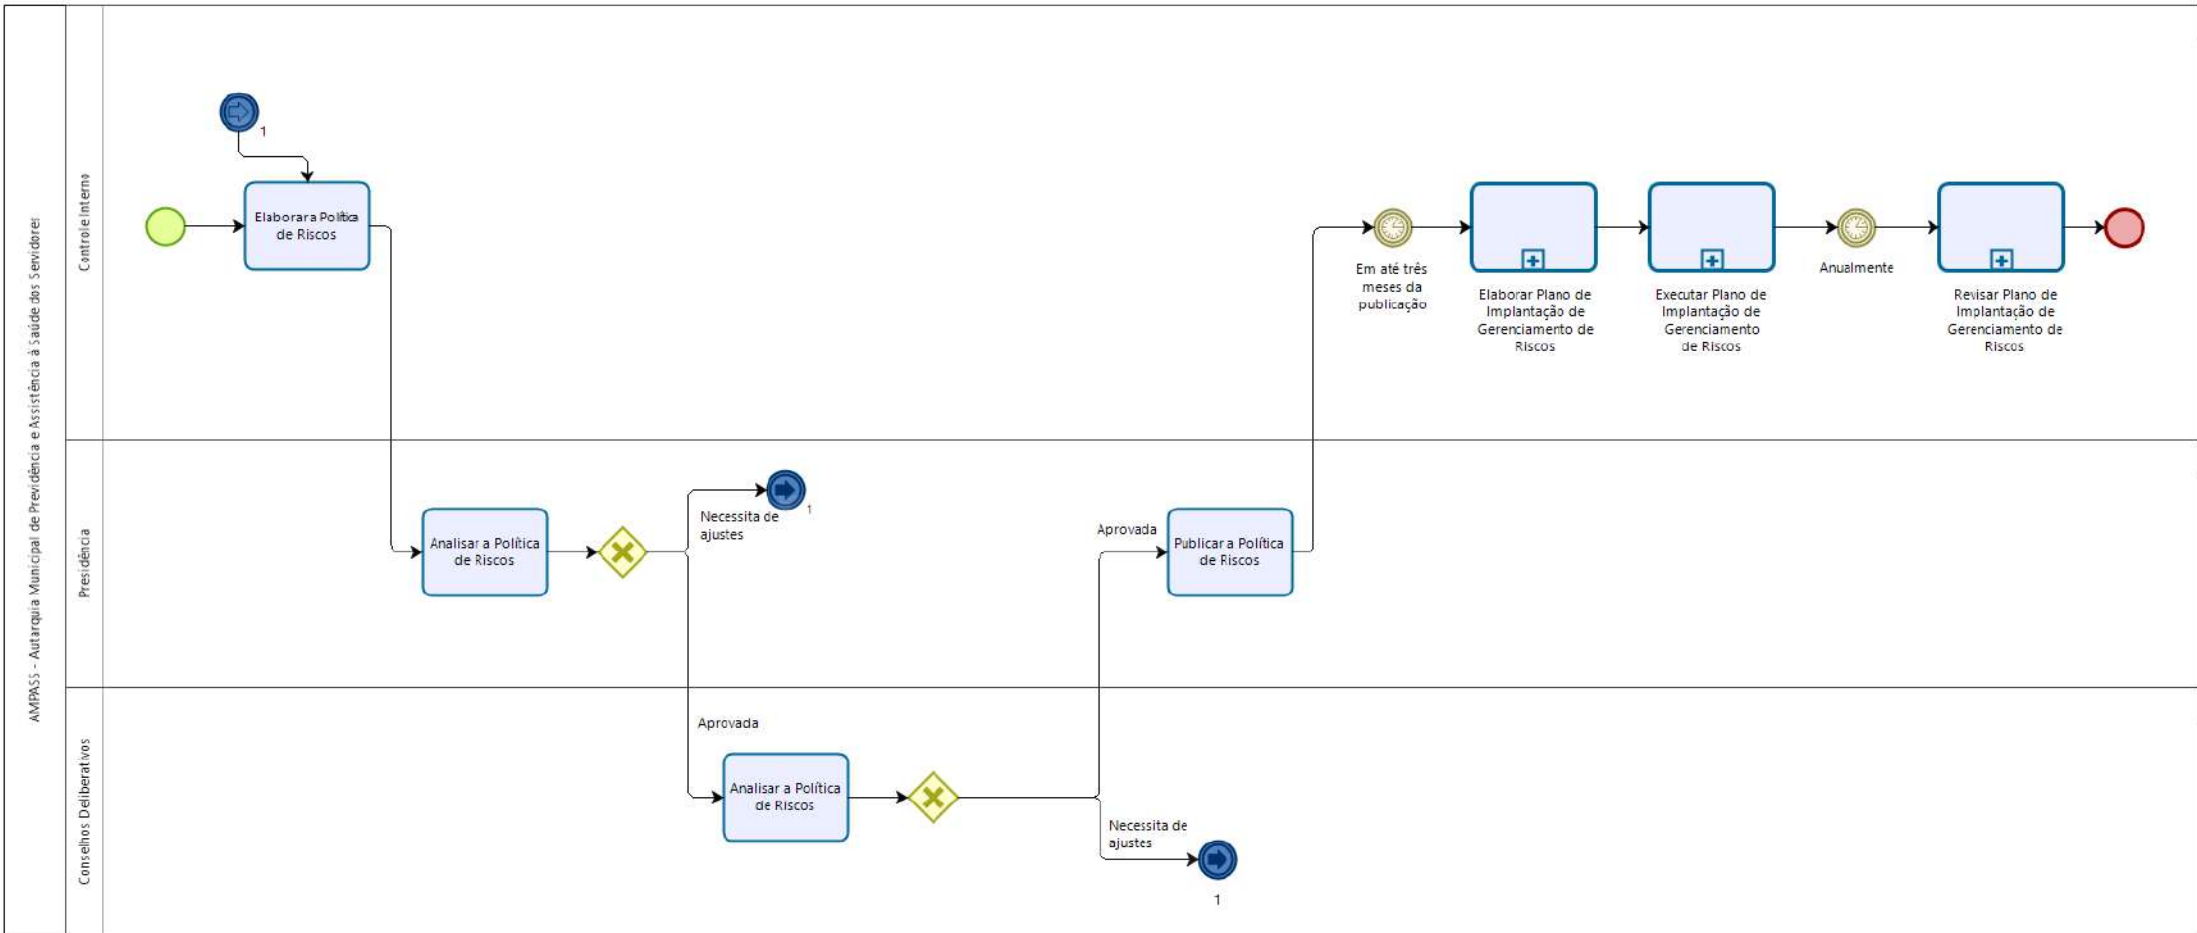 AMPASS - Autarquia Municipal de Previdência e Assistência à Saúde dos Servidores
Controle Interno
1
Elaborar a Política
de Riscos
Em até três
meses da
publicação
Elaborar Plano de
Implantação de
Gerenciamento de
Riscos
Executar Plano de
Implantação de
Gerenciamento
de Riscos
Anualmente
Revisar Plano de
Implantação de
Gerenciamento de
Riscos
Presidência
Analisar a Política
de Riscos
Necessita de
ajustes
1
Aprovada
Publicar a Política
de Riscos
Conselhos Deliberativos
Aprovada
Analisar a Política
de Riscos
Necessita de
ajustes
1